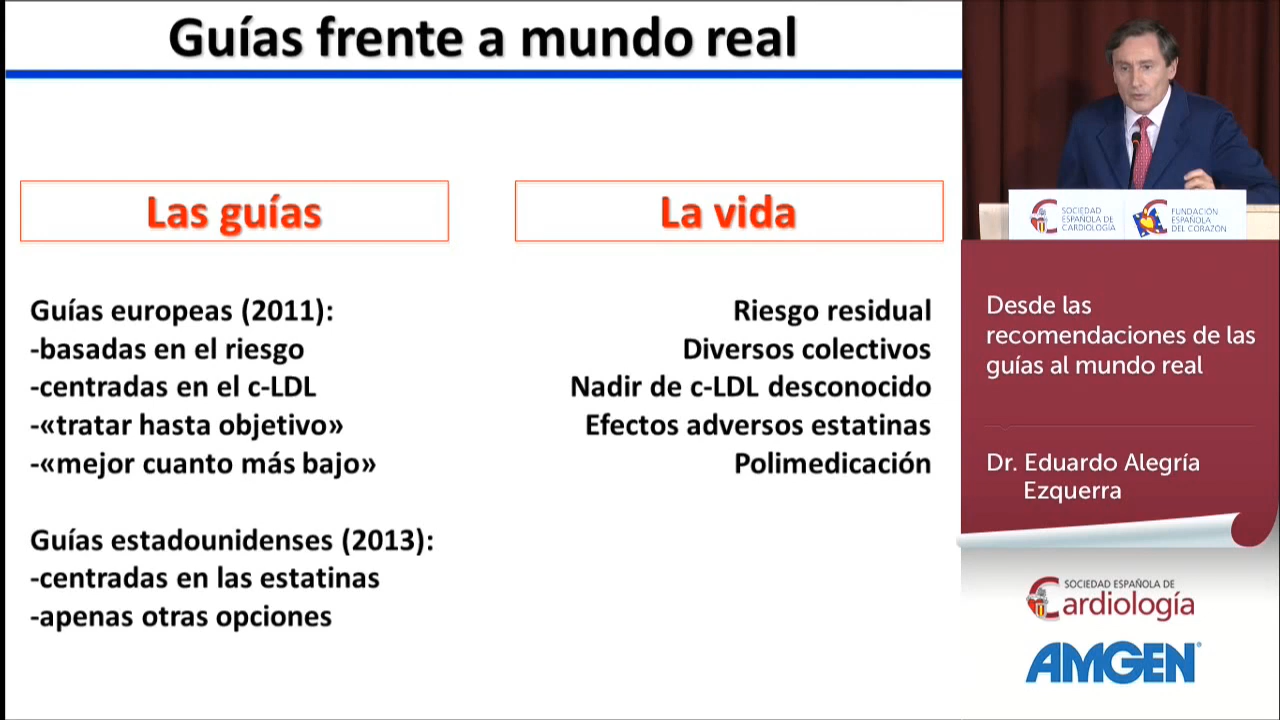 Guías frente a mundo real
Las guías
La vida
Guías europeas (2011):
-basadas en el riesgo
-centradas en el c-LDL
-«tratar hasta objetivo»
-«mejor cuanto más bajo»
Guías estadounidenses (2013):
-centradas en las estatinas
-apenas otras opciones
Riesgo residual
Diversos colectivos
Nadir de c-LDL desconocido
Efectos adversos estatinas
Polimedicación
SOCIEDAD
ESPAÑOLA DE
CARDIOLOGÍA
FUNDACIÓN
ESPAÑOLA
DEL CORAZÓN
Desde las
recomendaciones de las
guías al mundo real
Dr. Eduardo Alegría
Ezquerra
SOCIEDAD ESPAÑOLA DE
Cardiología
AMGEN®